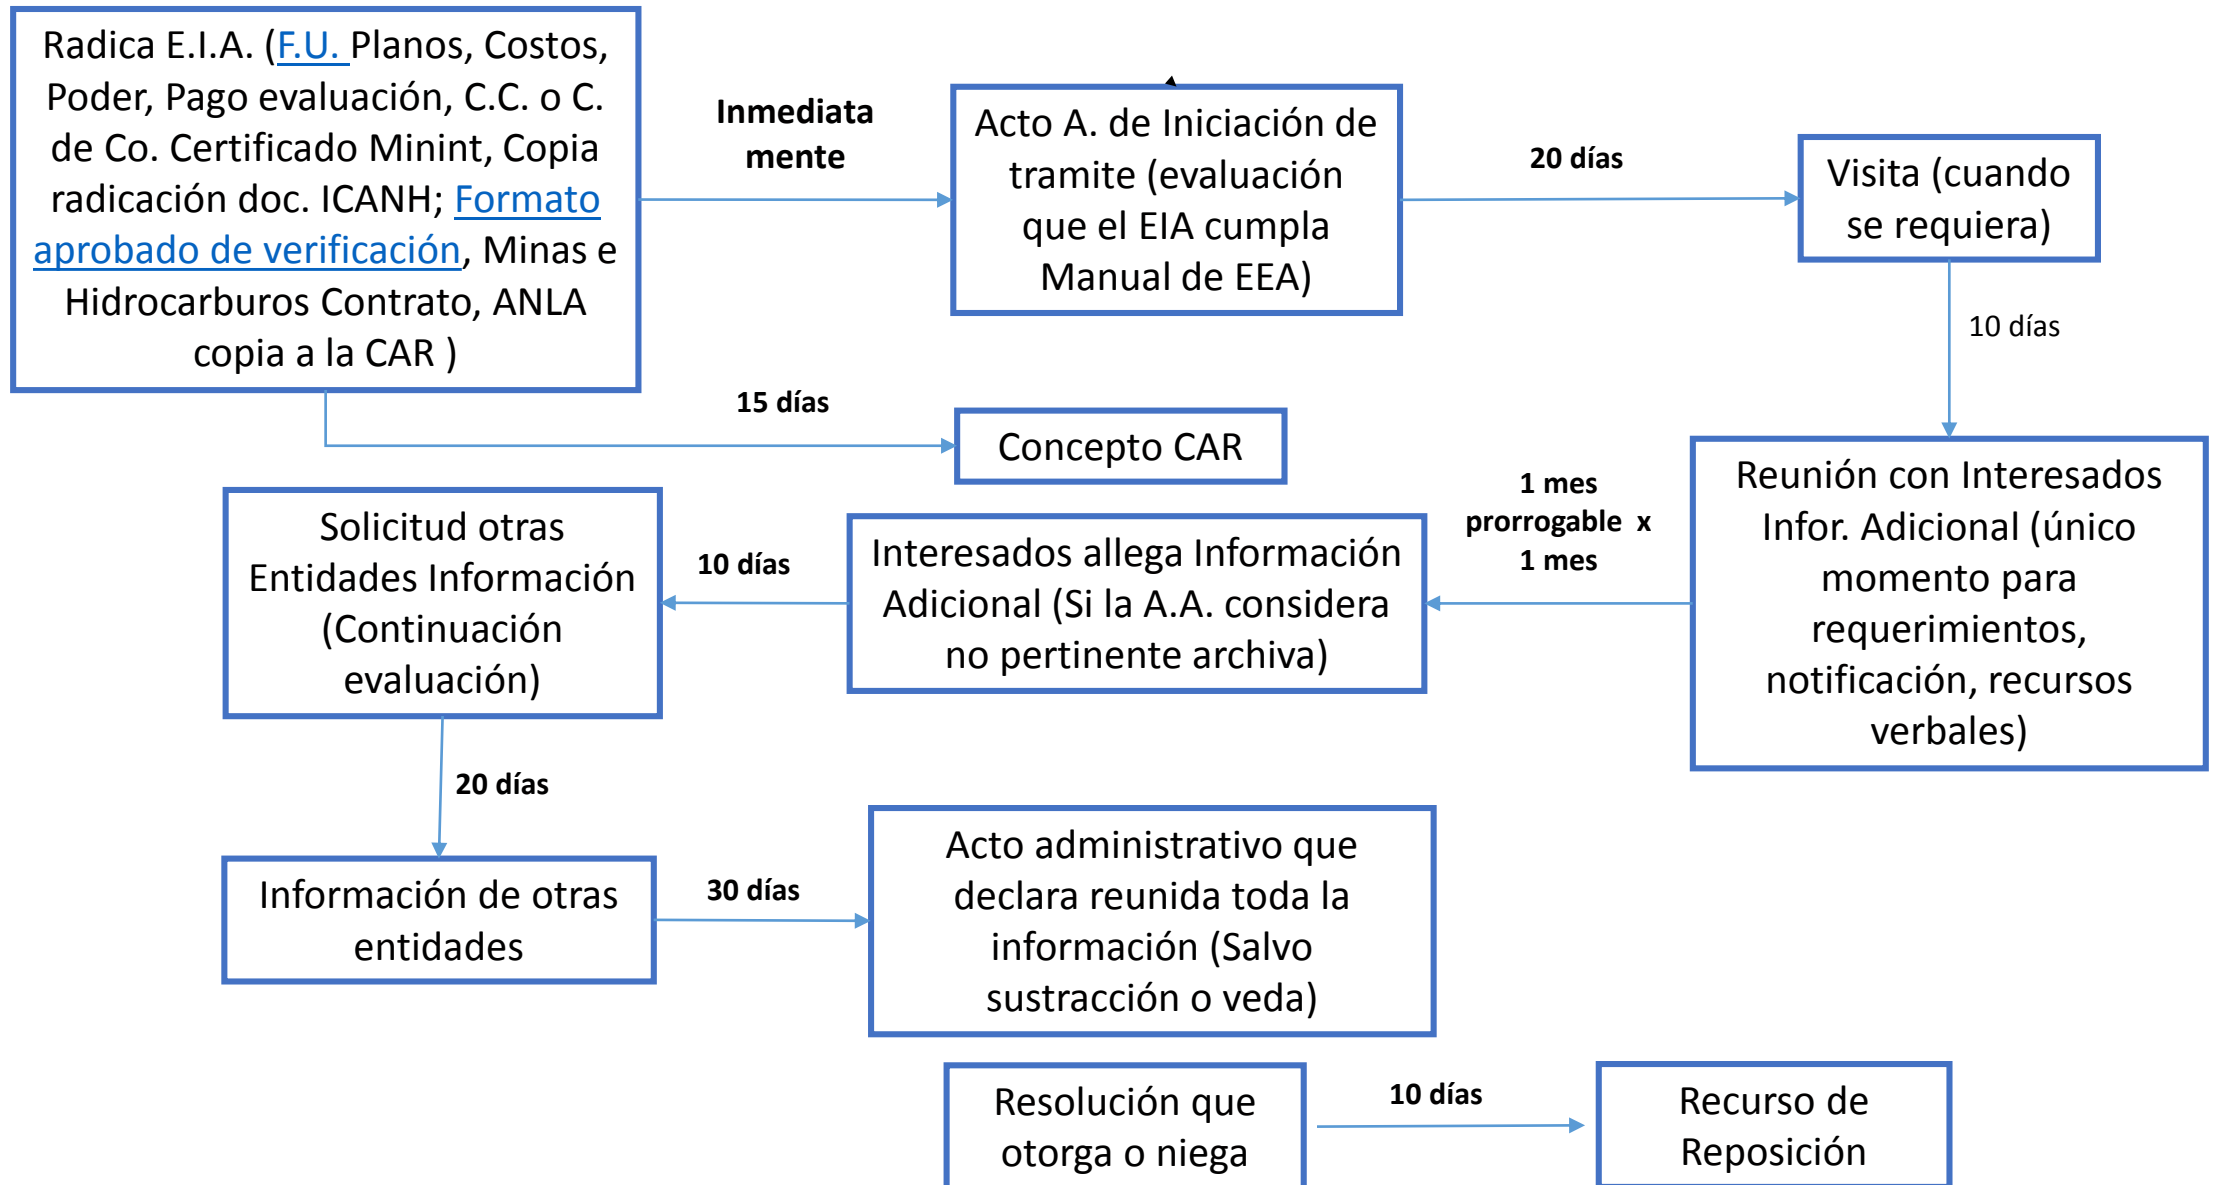 Radica E.I.A. (F.U. Planos, Costos,
Poder, Pago evaluación, C.C. o C.
de Co. Certificado Minint, Copia
radicación doc. ICANH; Formato
aprobado de verificación, Minas e
Hidrocarburos Contrato, ANLA
copia a la CAR )
Inmediata
mente
Acto A. de Iniciación de
tramite (evaluación
que el EIA cumpla
Manual de EEA)
20 días
Visita (cuando
se requiera)
10 días
15 días
Concepto CAR
Reunión con Interesados
Infor. Adicional (único
momento para
requerimientos,
notificación, recursos
verbales)
1 mes
prorrogable x
1 mes
Interesados allega Información
Adicional (Si la A.A. considera
no pertinente archiva)
10 días
Solicitud otras
Entidades Información
(Continuación
evaluación)
20 días
Información de otras
entidades
30 días
Acto administrativo que
declara reunida toda la
información (Salvo
sustracción o veda)
Resolución que
otorga o niega
10 días
Recurso de
Reposición